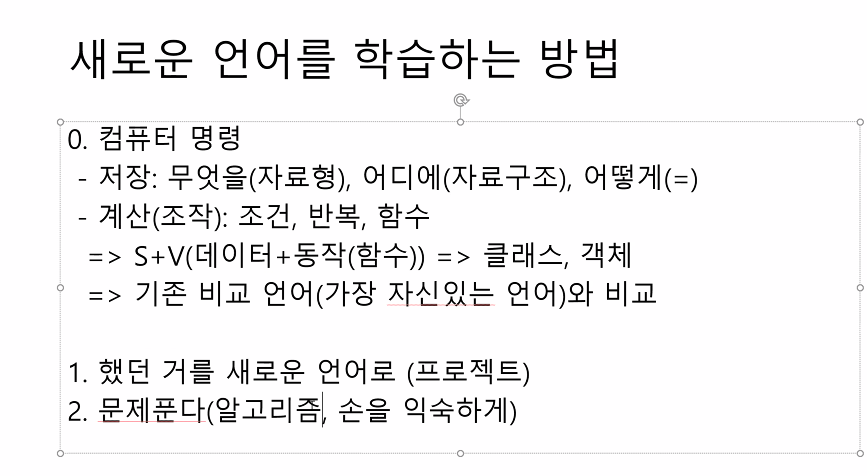 새로운 언어를 학습하는 방법
0. 컴퓨터 명령
- 저장: 무엇을(자료형), 어디에(자료구조), 어떻게(=)
- 계산(조작): 조건, 반복, 함수
=> S+V(데이터+동작(함수)) => 클래스, 객체
=> 기존 비교 언어(가장 자신있는 언어)와 비교
1. 했던 거를 새로운 언어로 (프로젝트)
2. 문제푼다(알고리즘, 손을 익숙하게)